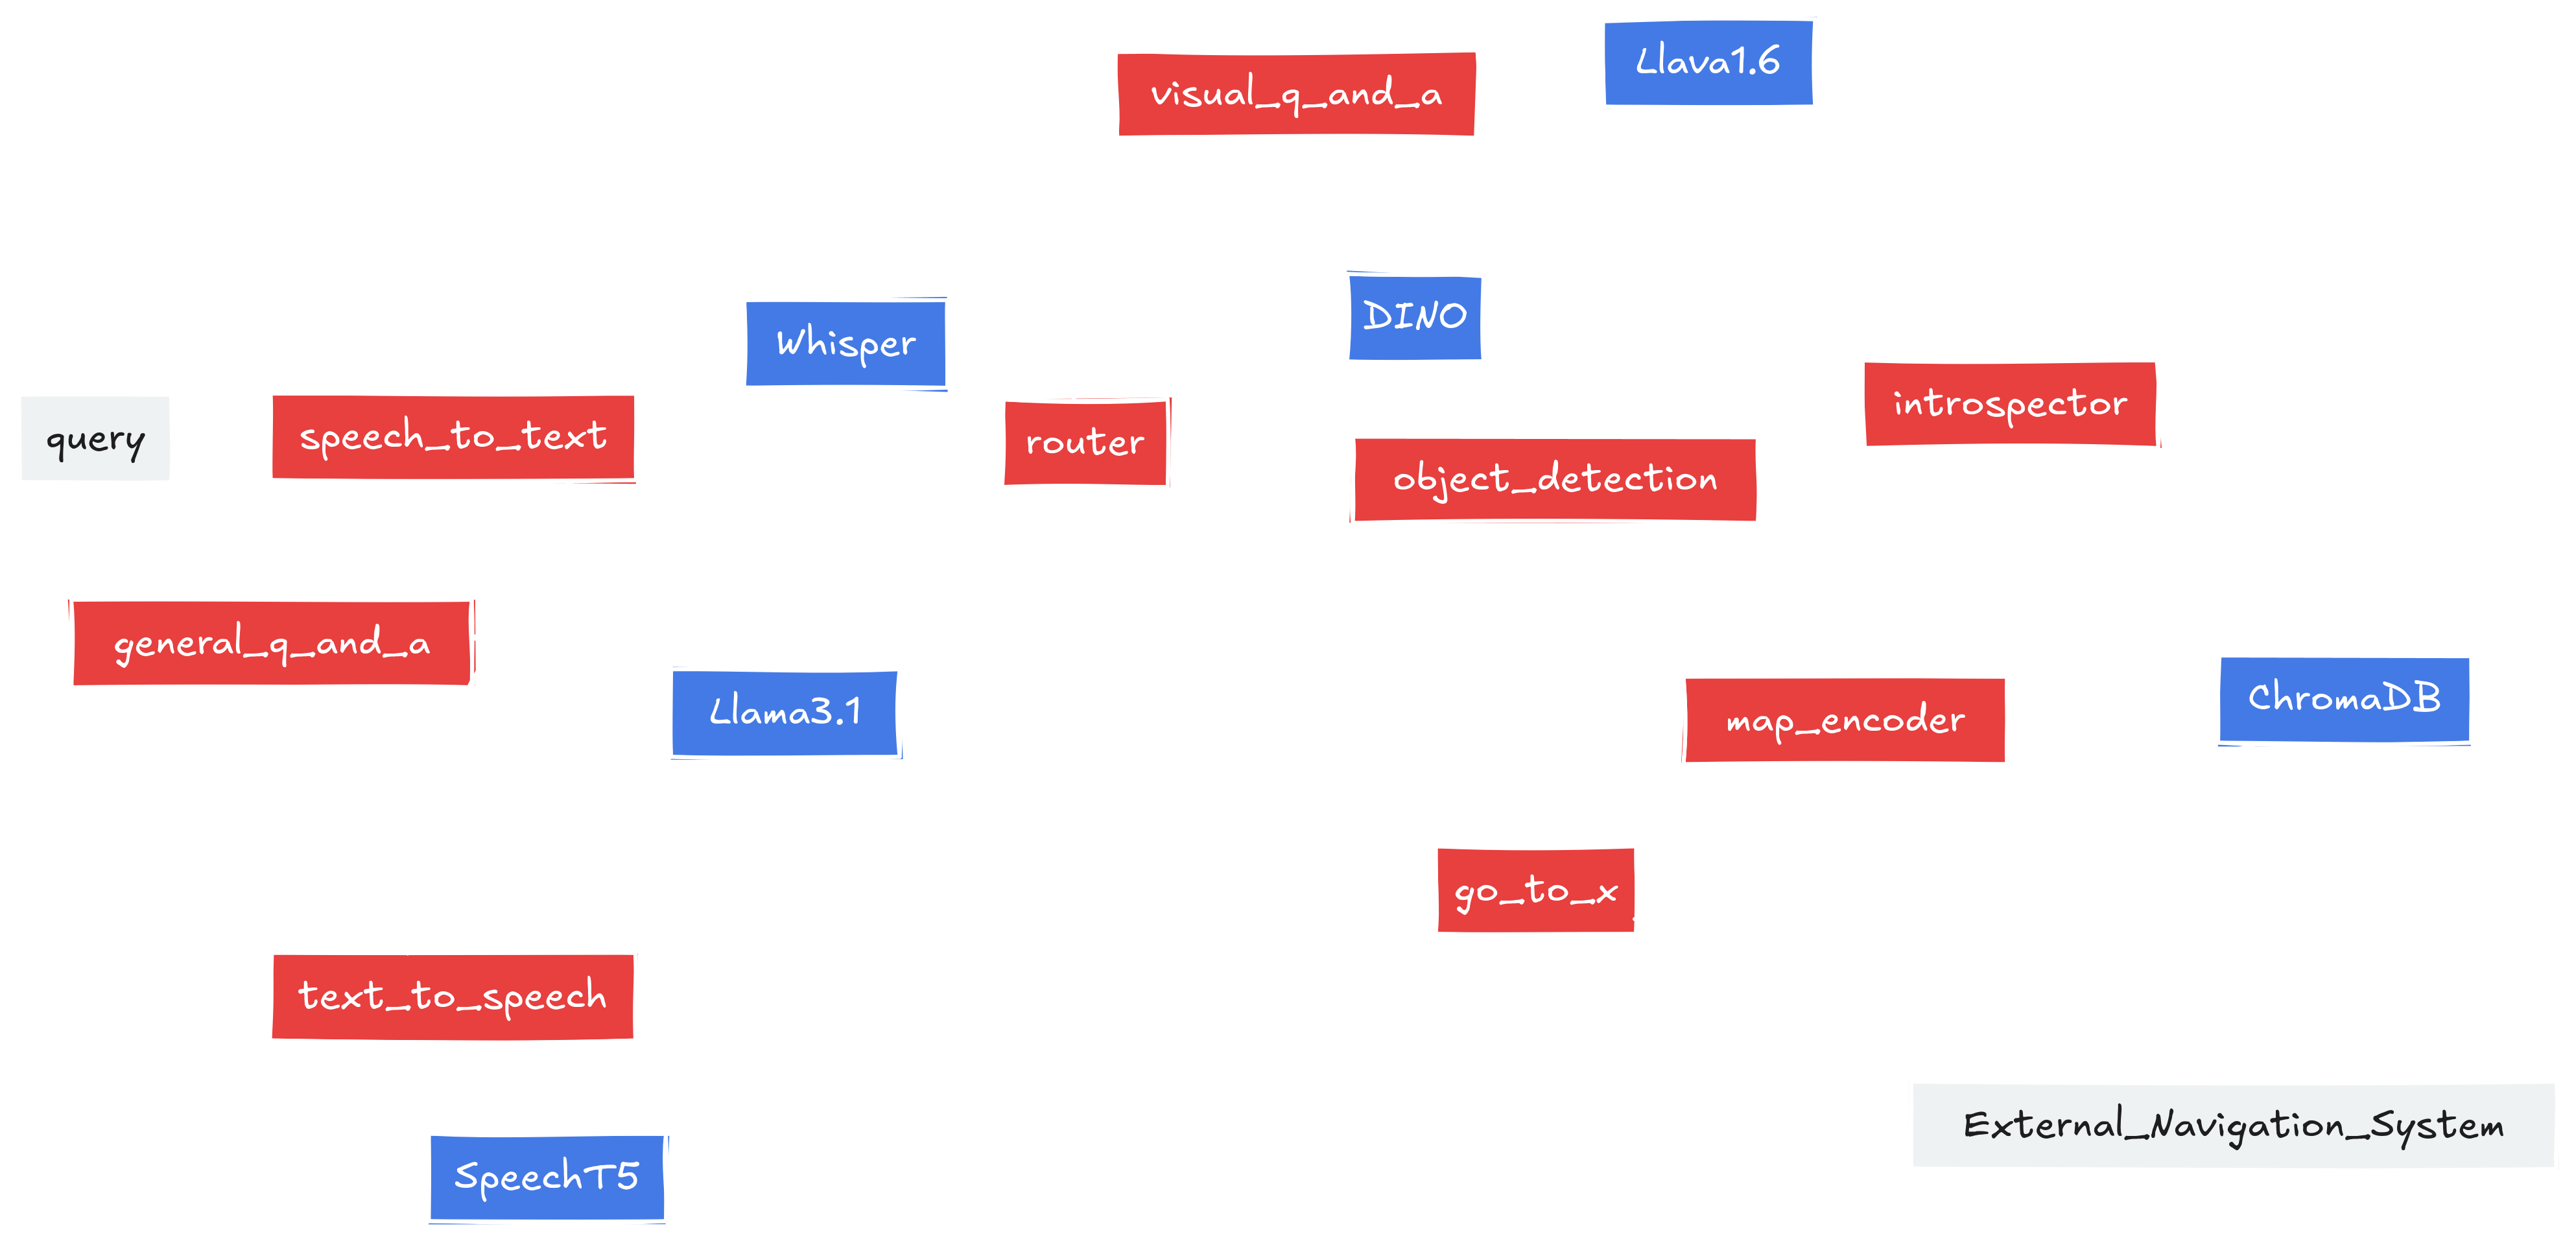 Llava1.6
visual_q_and_a
DINO
Whisper
introspector
query
speech_to_text
router
object_detection
general_q_and_a
Llama3.1
ChromaDB
map_encoder
go_to_x
text_to_speech
External_Navigation_System
SpeechT5